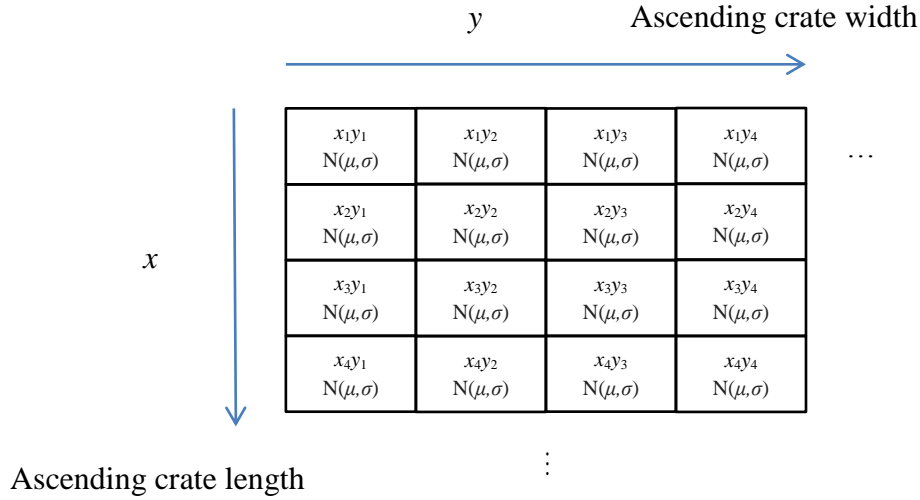 y Ascending crate width
x₁y₁ x₁y₂ x₁y₃ x₁y₄
N(μ,σ) N(μ,σ) N(μ,σ) N(μ,σ) ...
x₂y₁ x₂y₂ x₂y₃ x₂y₄
N(μ,σ) N(μ,σ) N(μ,σ) N(μ,σ)
x
x₃y₁ x₃y₂ x₃y₃ x₃y₄
N(μ,σ) N(μ,σ) N(μ,σ) N(μ,σ)
x₄y₁ x₄y₂ x₄y₃ x₄y₄
N(μ,σ) N(μ,σ) N(μ,σ) N(μ,σ)
⋮
Ascending crate length